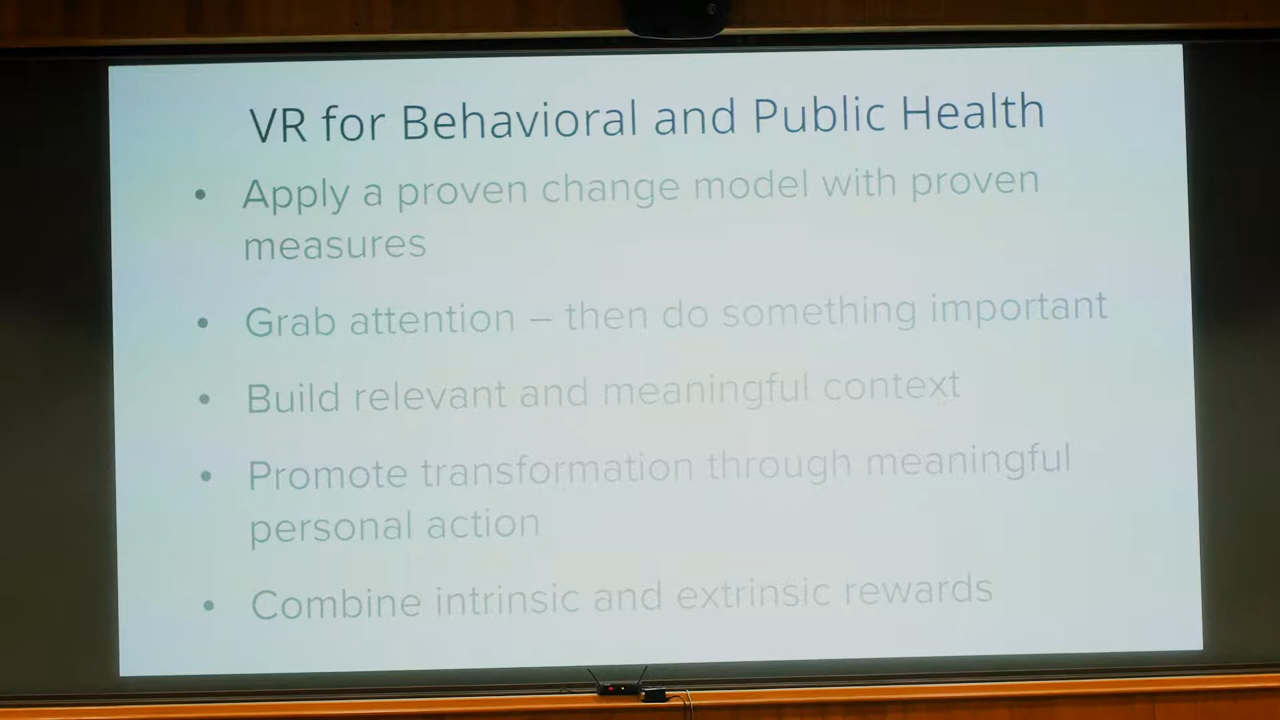 VR for Behavioral and Public Health
• Apply a proven change model with proven
measures
• Grab attention – then do something important
• Build relevant and meaningful context
• Promote transformation through meaningful
personal action
• Combine intrinsic and extrinsic rewards